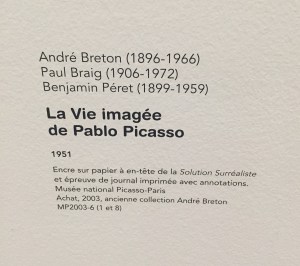 André Breton (1896-1966)
Paul Braig (1906-1972)
Benjamin Péret (1899-1959)
La Vie imagée
de Pablo Picasso
1951
Encre sur papier à en-tête de la Solution Surréaliste
et épreuve de journal imprimée avec annotations.
Musée national Picasso-Paris
Achat, 2003, ancienne collection André Breton
MP2003-6 (1 et 8)